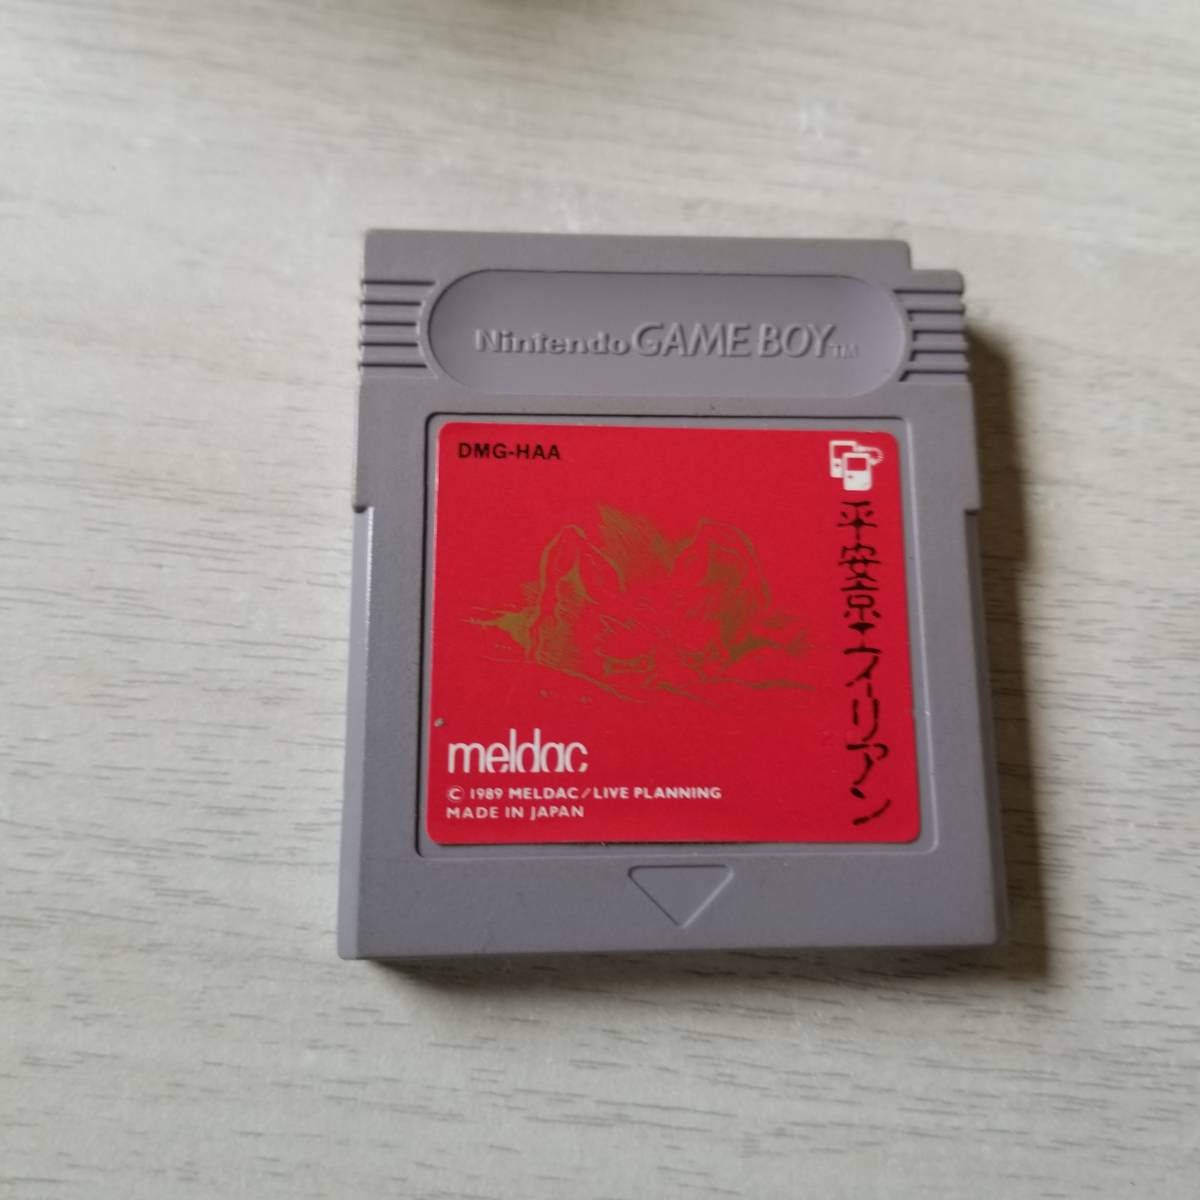 Nintendo GAME BOY TM
DMG-HAA
平安京エイリアン
meldac
© 1989 MELDAC/LIVE PLANNING
MADE IN JAPAN